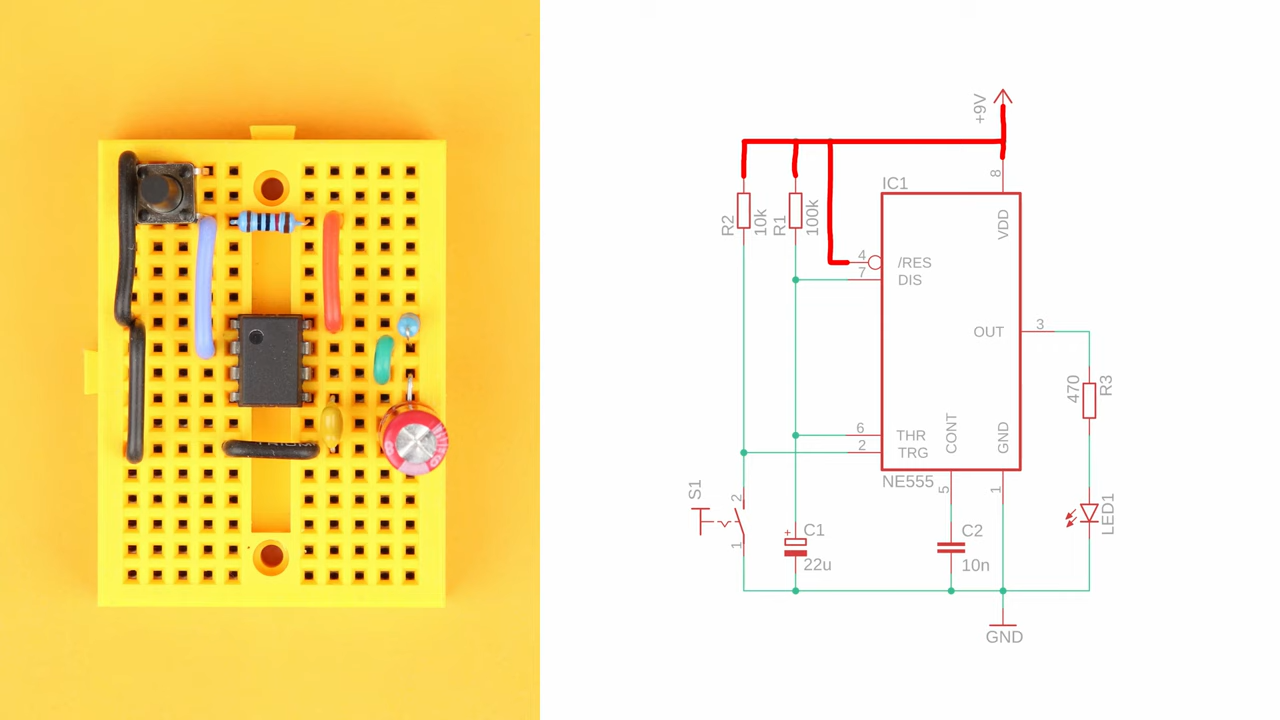 +9V
8
IC1
VDD
R2
10k
R1
100k
4
/RES
7
DIS
OUT
3
470
R3
6
THR
2
TRG
CONT
GND
NE555
5
1
S1
2
1
+
C1
22u
C2
10n
LED1
GND